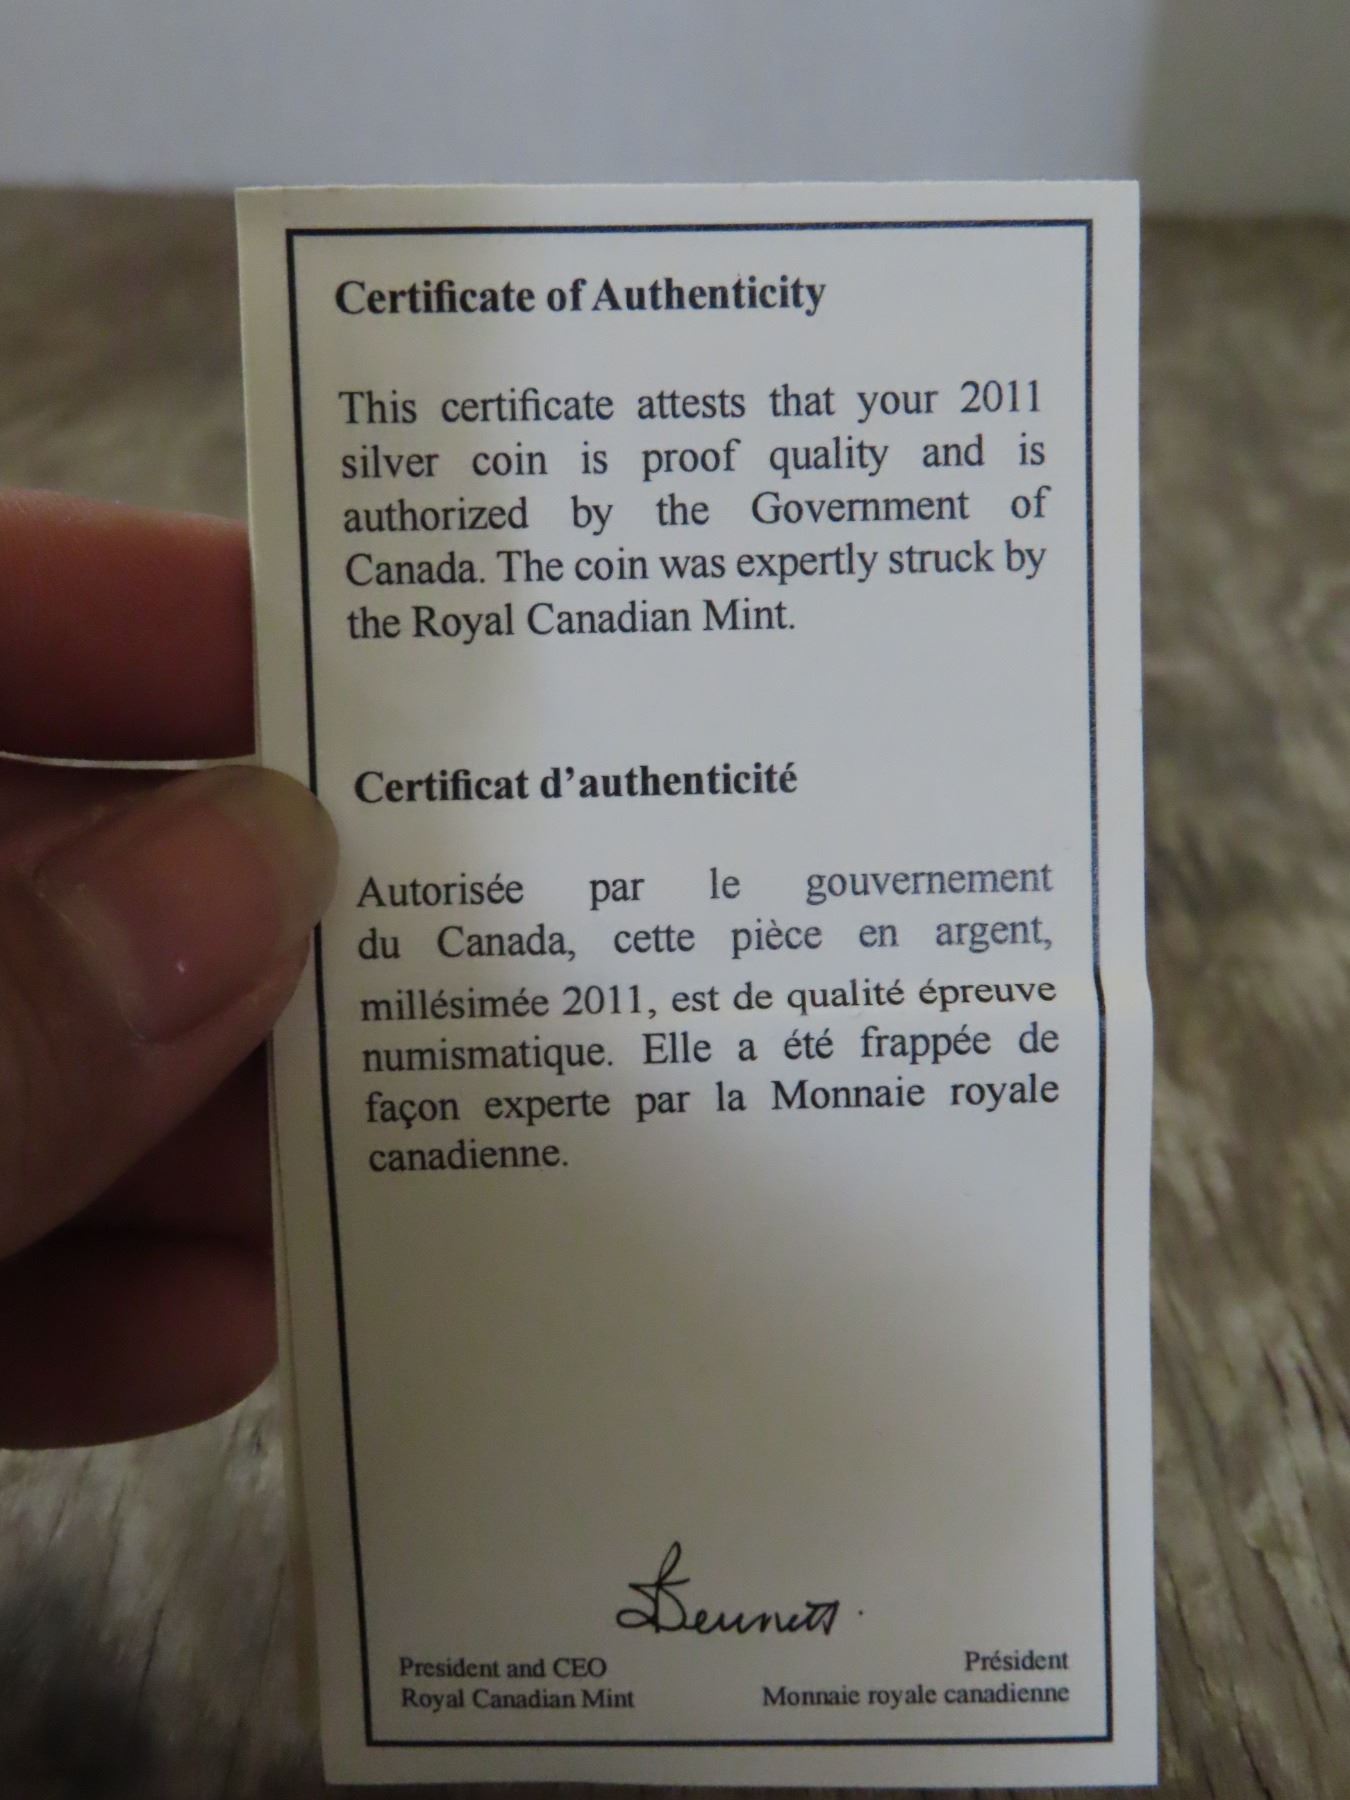 Certificate of Authenticity
This certificate attests that your 2011
silver coin is proof quality and is
authorized by the Government of
Canada. The coin was expertly struck by
the Royal Canadian Mint.
Certificat d'authenticité
Autorisée par le gouvernement
du Canada, cette pièce en argent,
millésimée 2011, est de qualité épreuve
numismatique. Elle a été frappée de
façon experte par la Monnaie royale
canadienne.
Bennett
President and CEO
Royal Canadian Mint
Président
Monnaie royale canadienne